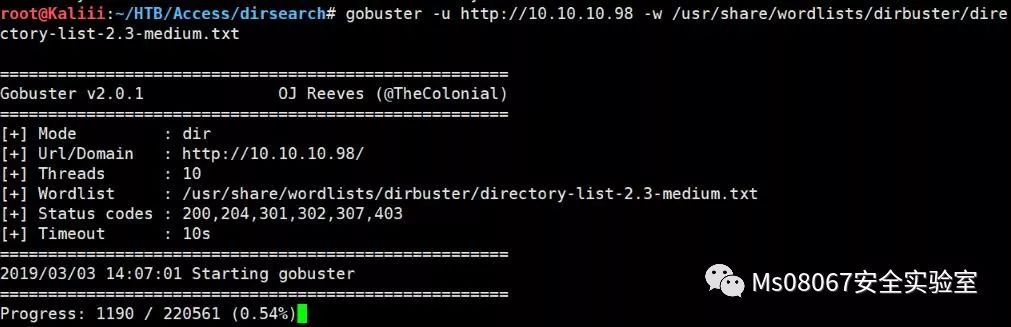 root@Kaliii:~/HTB/Access/dirsearch# gobuster -u http://10.10.10.98 -w /usr/share/wordlists/dirbuster/dire
ctory-list-2.3-medium.txt
=====================================================
Gobuster v2.0.1              OJ Reeves (@TheColonial)
=====================================================
[+] Mode         : dir
[+] Url/Domain   : http://10.10.10.98/
[+] Threads      : 10
[+] Wordlist     : /usr/share/wordlists/dirbuster/directory-list-2.3-medium.txt
[+] Status codes : 200,204,301,302,307,403
[+] Timeout      : 10s
=====================================================
2019/03/03 14:07:01 Starting gobuster
=====================================================
Progress: 1190 / 220561 (0.54%)
Ms08067安全实验室